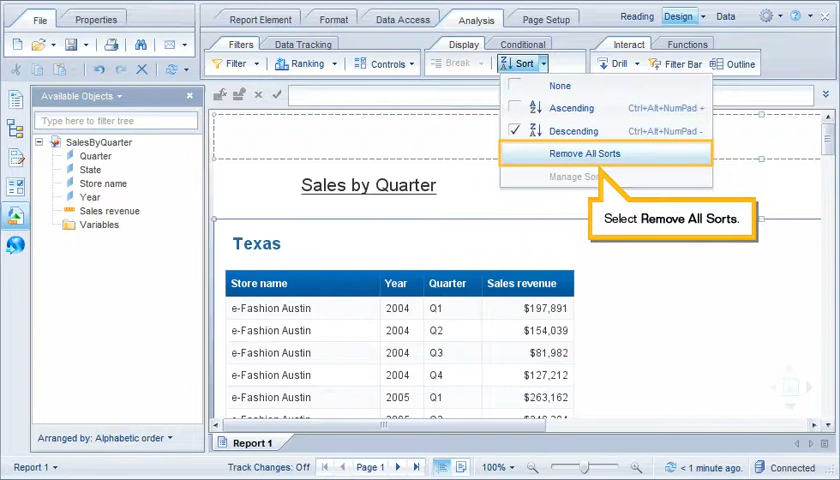 File
Properties
Report Element
Format
Data Access
Analysis
Page Setup
Reading
Design
Data
Filters
Data Tracking
Display
Conditional
Interact
Functions
Filter
Ranking
Controls
Break
Sort
Drill
Filter Bar
Outline
Available Objects
Type here to filter tree
SalesByQuarter
Quarter
State
Store name
Year
Sales revenue
Variables
Arranged by: Alphabetic order
None
Ascending Ctrl+Alt+NumPad +
Descending Ctrl+Alt+NumPad -
Remove All Sorts
Manage
Select Remove All Sorts.
Sales by Quarter
Texas
Store name Year Quarter Sales revenue
e-Fashion Austin 2004 Q1 $197,891
e-Fashion Austin 2004 Q2 $154,039
e-Fashion Austin 2004 Q3 $81,982
e-Fashion Austin 2004 Q4 $127,212
e-Fashion Austin 2005 Q1 $263,162
Report 1
Report 1
Track Changes: Off
Page 1
100%
< 1 minute ago.
Connected